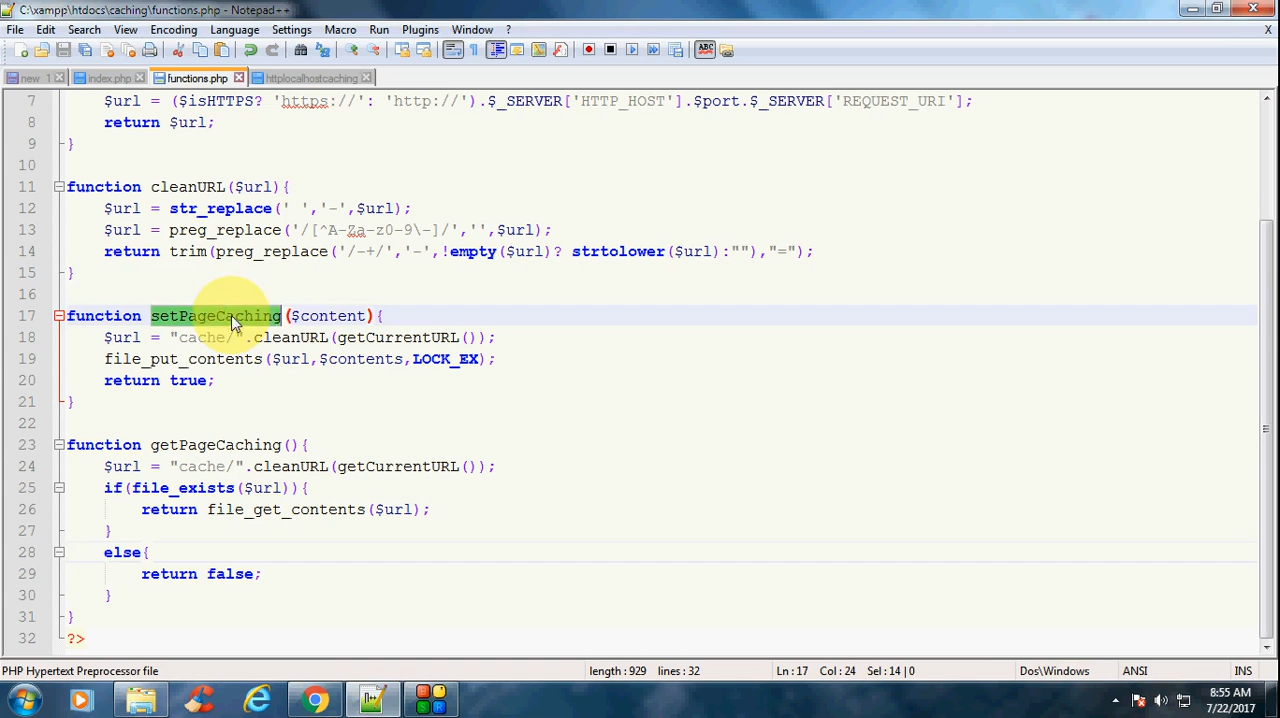 C:\xampp\htdocs\caching\functions.php - Notepad++
File Edit Search View Encoding Language Settings Macro Run Plugins Window ? X
ABC
new 1 index.php functions.php httplocalhostcaching
7 $url = ($isHTTPS? 'https://': 'http://').$_SERVER['HTTP_HOST'].$port.$_SERVER['REQUEST_URI'];
8 return $url;
9 }
10
11 function cleanURL($url){
12 $url = str_replace(' ','-',$url);
13 $url = preg_replace('/[^A-Za-z0-9\-]/','',$url);
14 return trim(preg_replace('/-+/','-',!empty($url)? strtolower($url):""),"=");
15 }
16
17 function setPageCaching($content){
18 $url = "cache/".cleanURL(getCurrentURL());
19 file_put_contents($url,$contents,LOCK_EX);
20 return true;
21 }
22
23 function getPageCaching(){
24 $url = "cache/".cleanURL(getCurrentURL());
25 if(file_exists($url)){
26 return file_get_contents($url);
27 }
28 else{
29 return false;
30 }
31 }
32 ?>
PHP Hypertext Preprocessor file length : 929 lines : 32 Ln : 17 Col : 24 Sel : 14 | 0 Dos\Windows ANSI INS
8:55 AM
7/22/2017